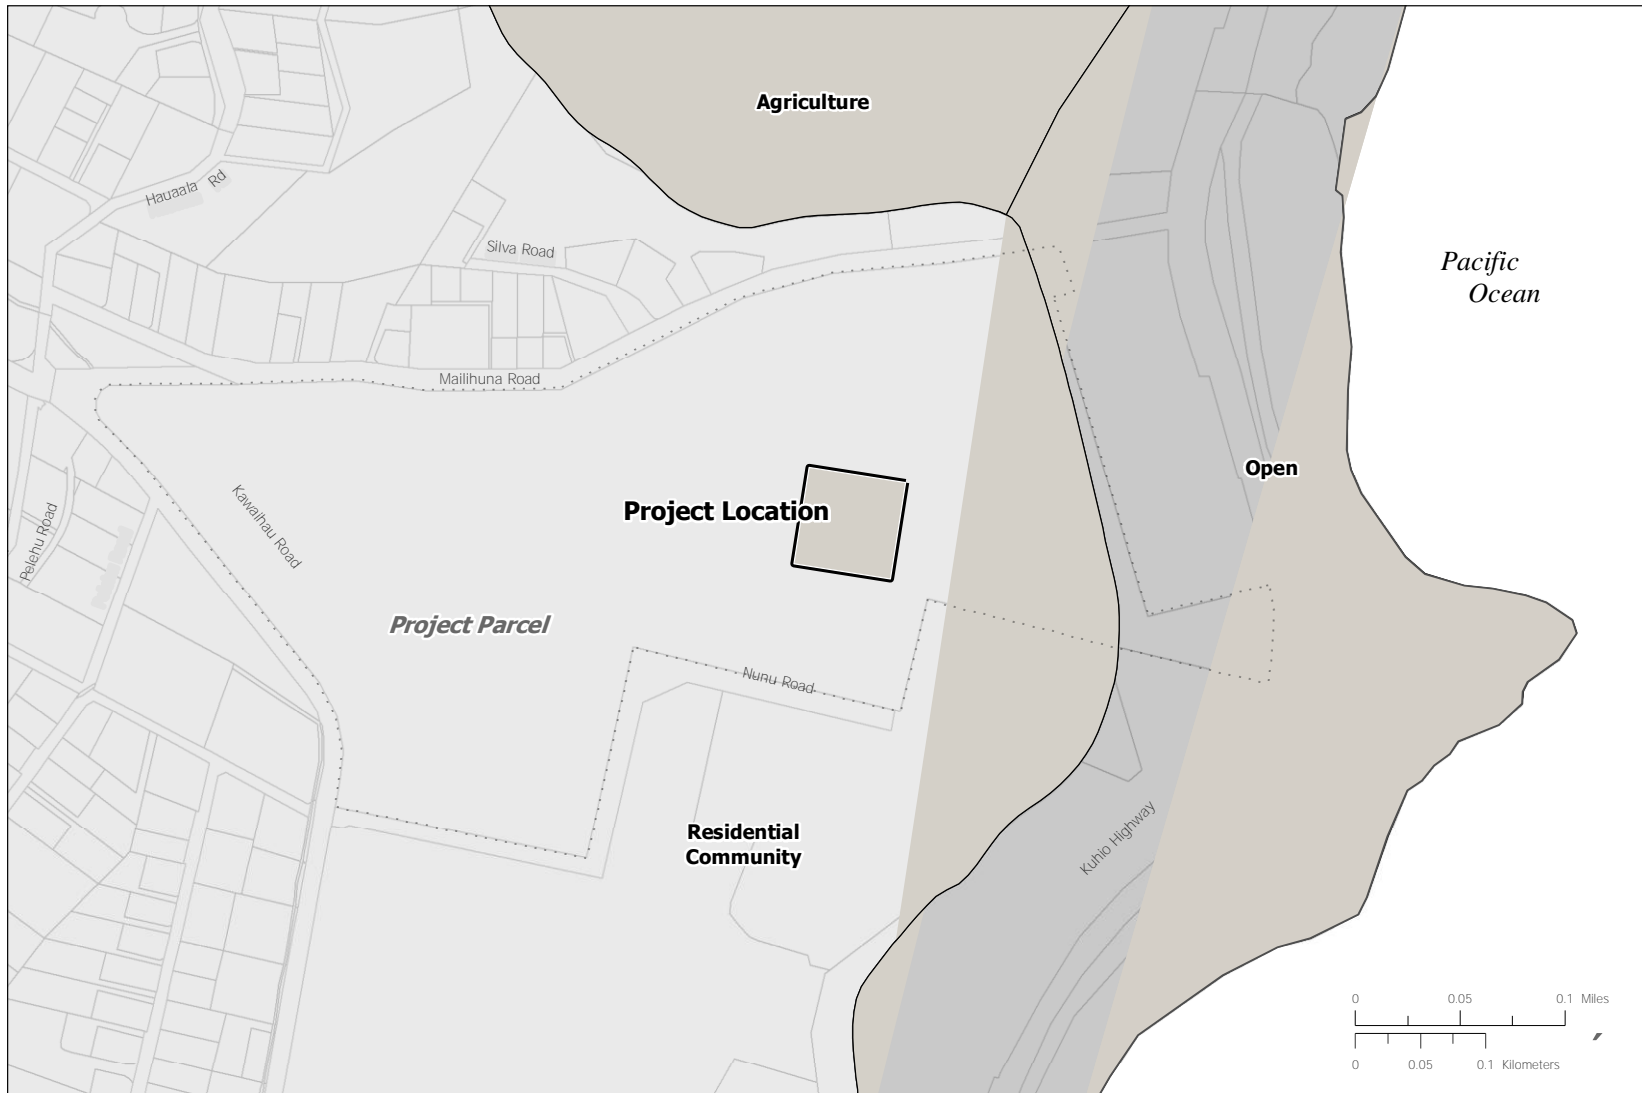 Agriculture
Hauaala Rd
Silva Road
Pacific
Ocean
Mailihuna Road
Open
Project Location
Kawaihau Road
Pelehu Road
Project Parcel
Nunu Road
Residential
Community
Kuhio Highway
0 0.05 0.1 Miles
0 0.05 0.1 Kilometers